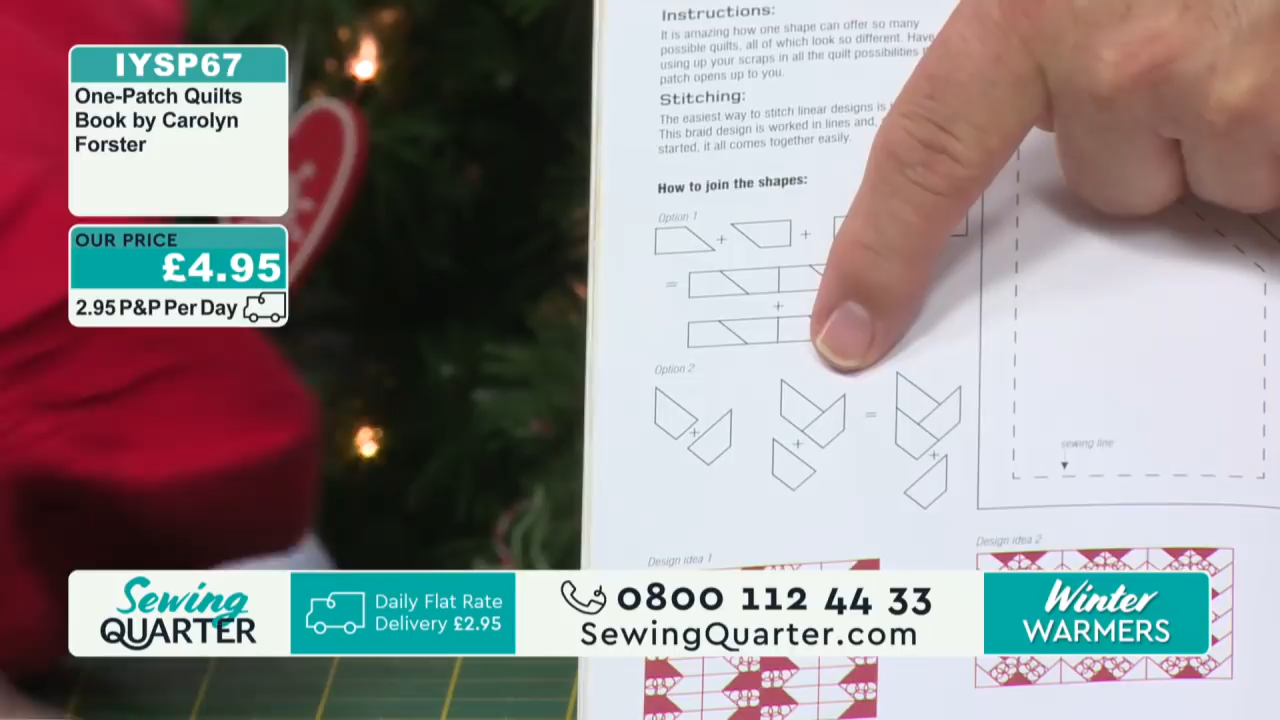 IYSP67
One-Patch Quilts
Book by Carolyn
Forster
OUR PRICE
£4.95
2.95 P&P Per Day
Instructions:
It is amazing how one shape can offer so many
possible quilts, all of which look so different. Have
using up your scraps in all the quilt possibilities
patch opens up to you.
Stitching:
The easiest way to stitch linear designs is
This braid design is worked in lines and,
started, it all comes together easily.
How to join the shapes:
Option 1
+ +
=
+
Option 2
+ + = +
sewing line
Design idea 1
Design idea 2
Sewing
QUARTER
Daily Flat Rate
Delivery £2.95
0800 112 44 33
SewingQuarter.com
Winter
WARMERS